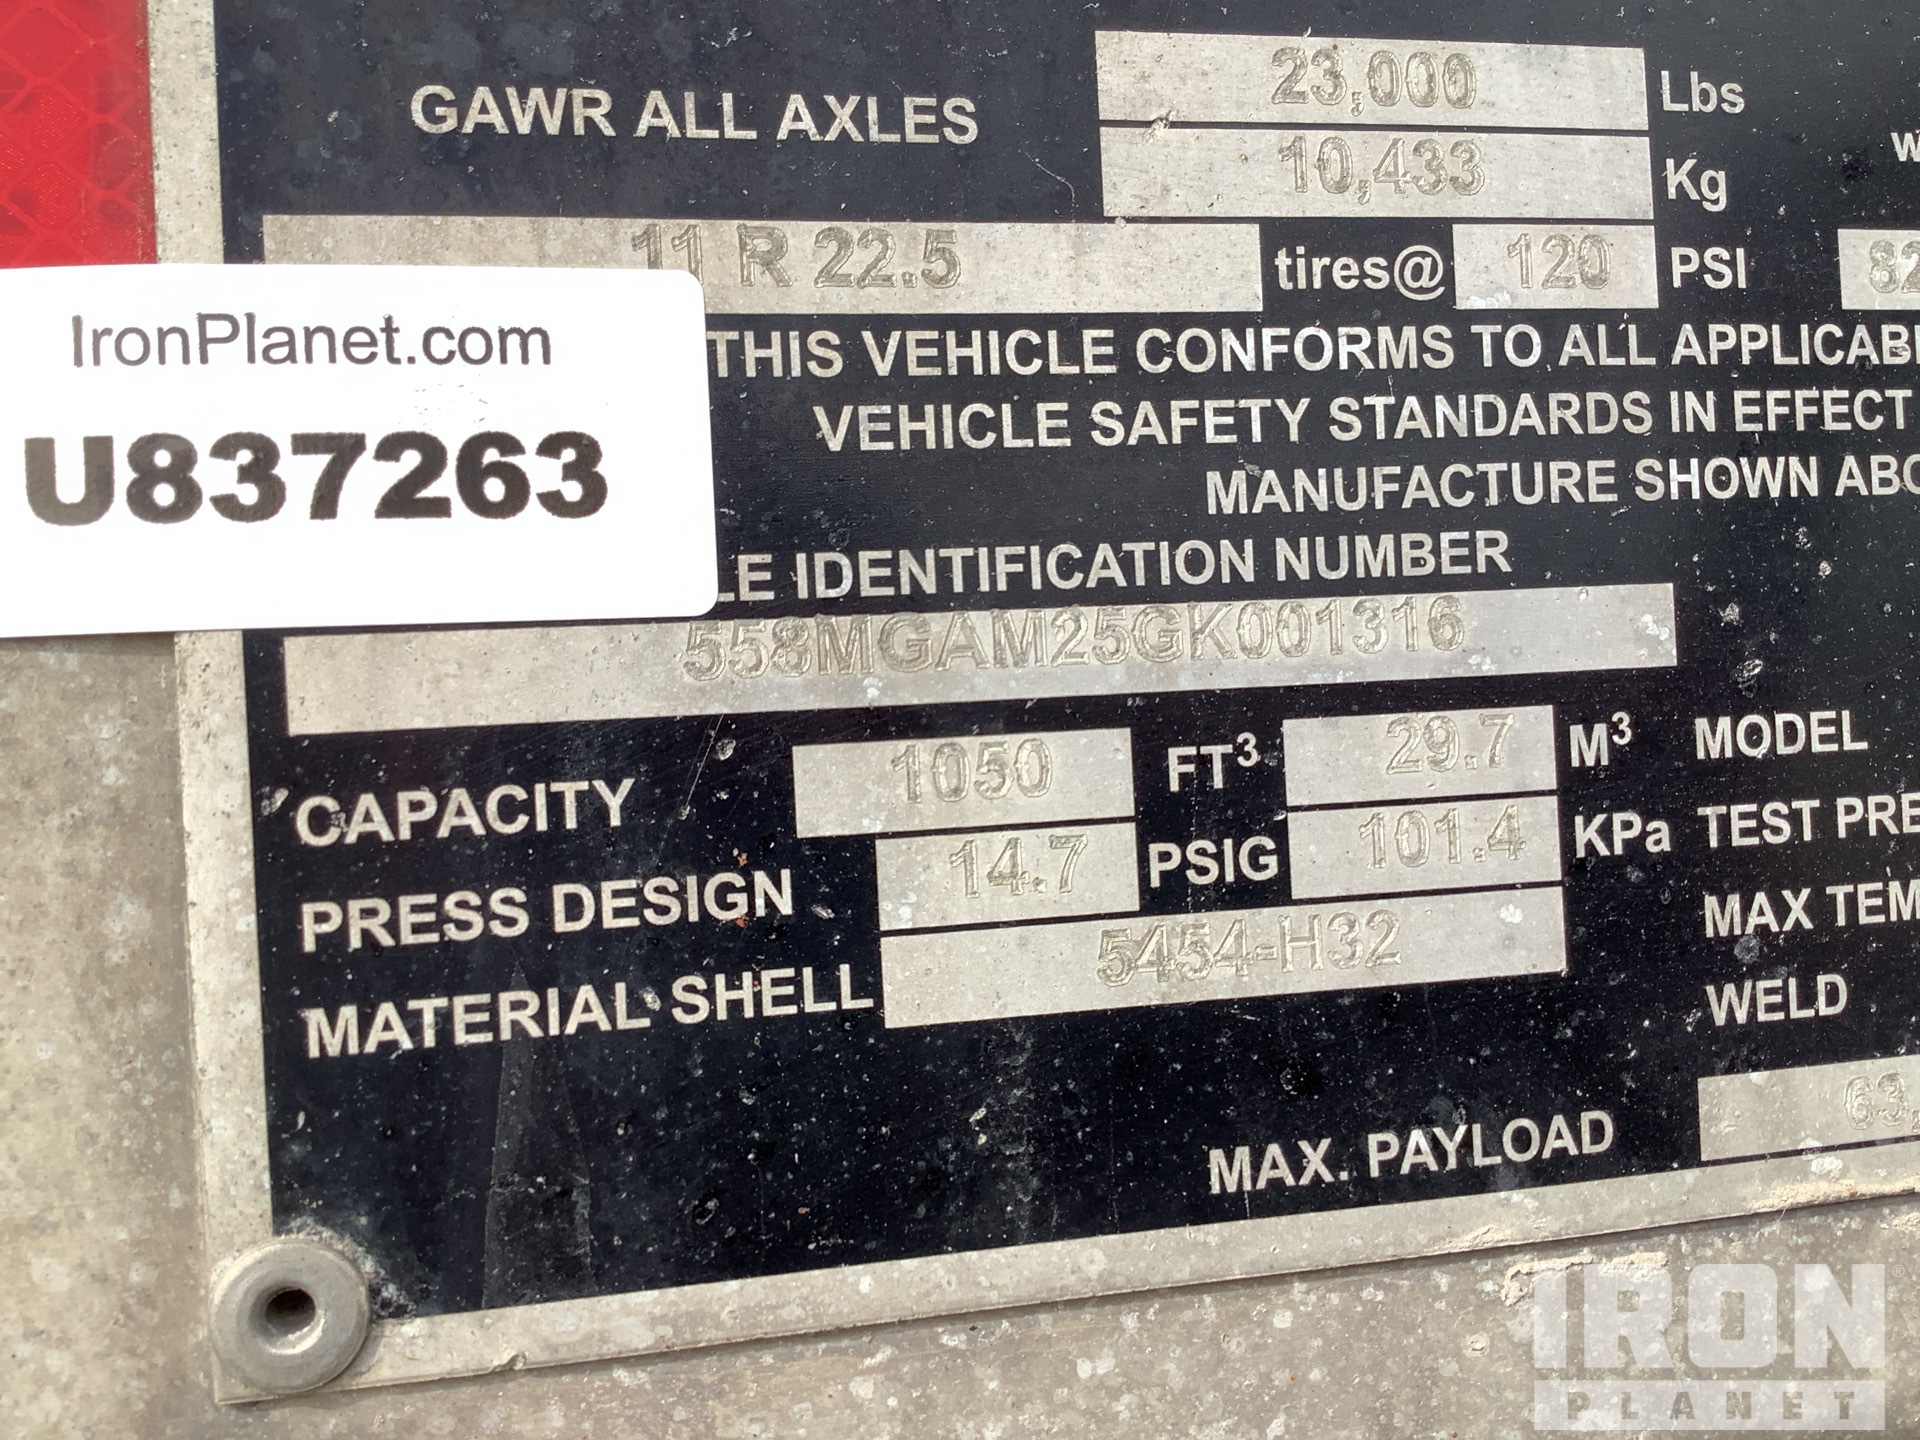 GAWR ALL AXLES 23,000 Lbs
10,433 Kg
11 R 22.5 tires@ 120 PSI 82
IronPlanet.com
U837263
THIS VEHICLE CONFORMS TO ALL APPLICABL
VEHICLE SAFETY STANDARDS IN EFFECT
MANUFACTURE SHOWN ABO
LE IDENTIFICATION NUMBER
558MGAM25GK001316
CAPACITY 1050 FT³ 29.7 M³ MODEL
PRESS DESIGN 14.7 PSIG 101.4 KPa TEST PRE
MATERIAL SHELL 5454-H32 MAX TEM
WELD
MAX. PAYLOAD 63,
IRON
PLANET